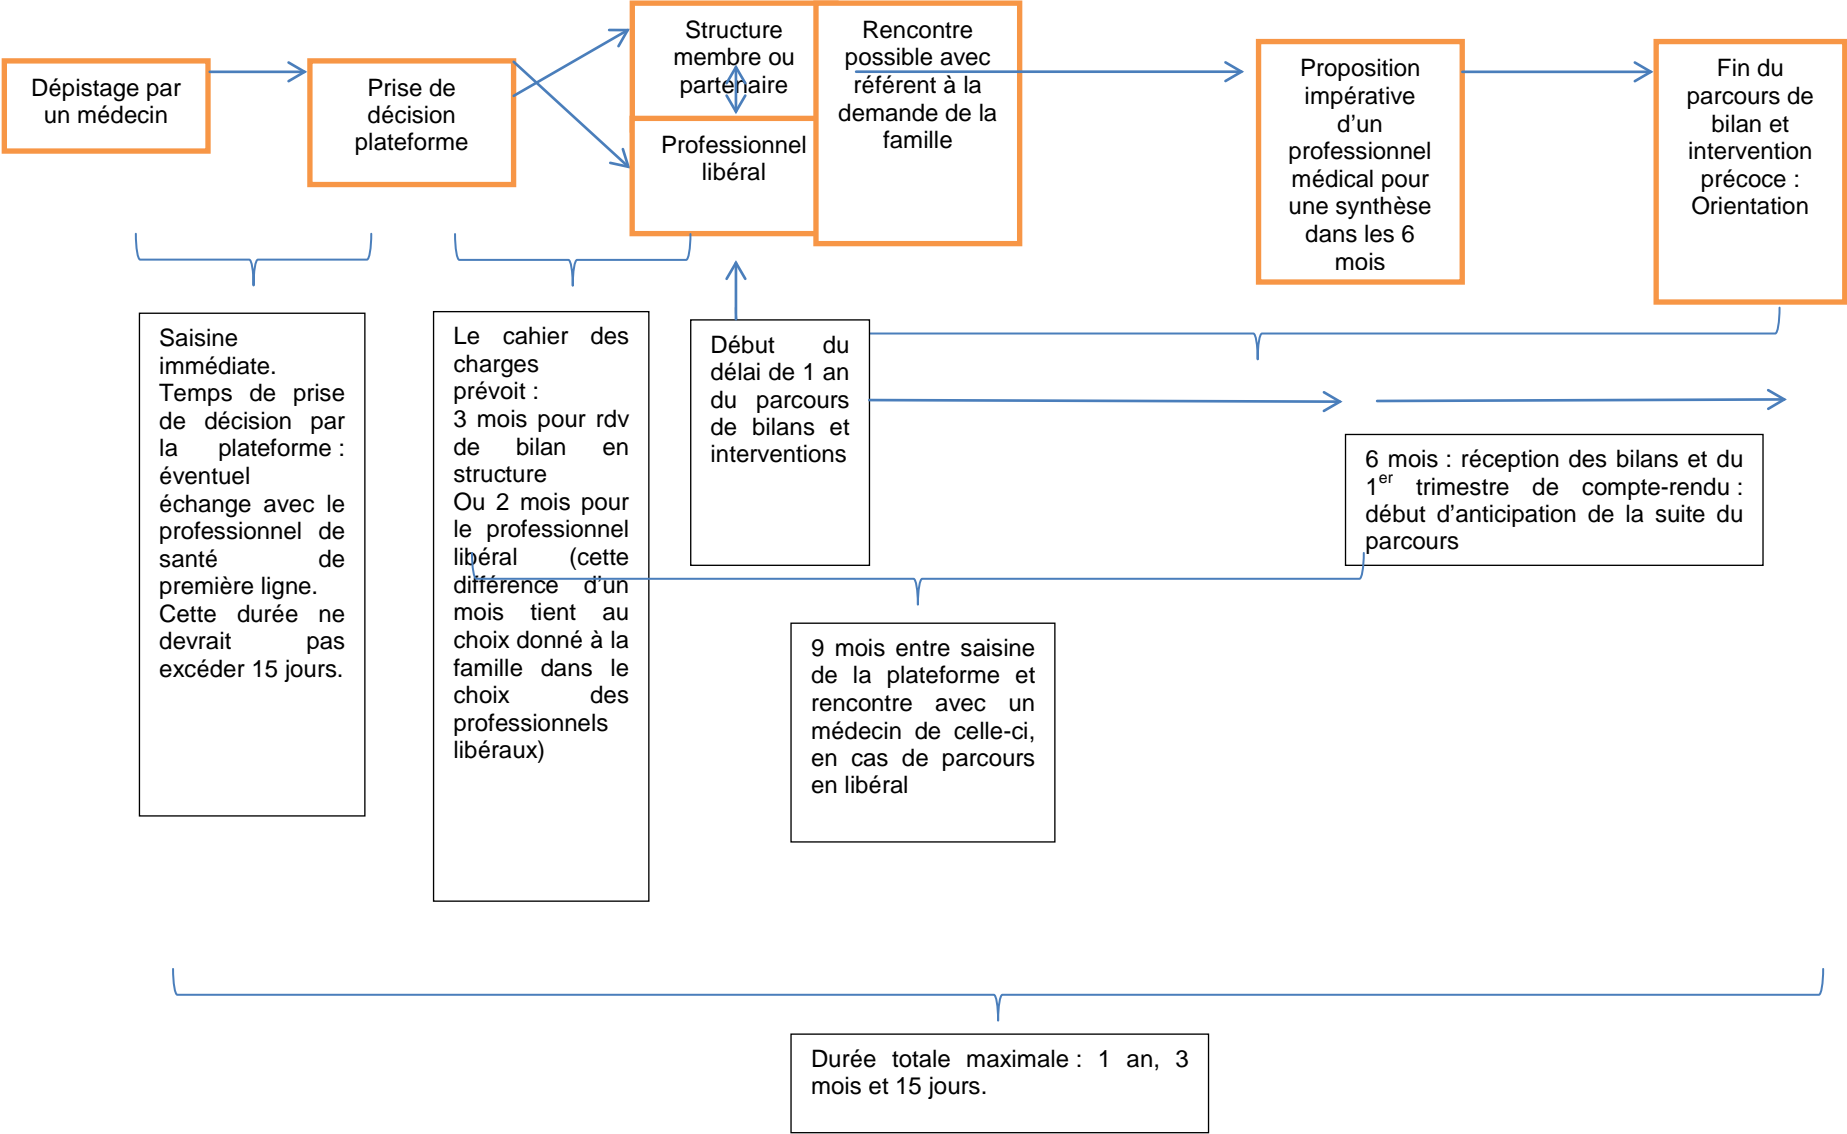 Dépistage par
un médecin
Prise de
décision
plateforme
Structure
membre ou
partenaire
Professionnel
libéral
Rencontre
possible avec
référent à la
demande de la
famille
Proposition
impérative
d’un
professionnel
médical pour
une synthèse
dans les 6
mois
Fin du
parcours de
bilan et
intervention
précoce :
Orientation
Saisine
immédiate.
Temps de prise
de décision par
la plateforme :
éventuel
échange avec le
professionnel de
santé de
première ligne.
Cette durée ne
devrait pas
excéder 15 jours.
Le cahier des
charges
prévoit :
3 mois pour rdv
de bilan en
structure
Ou 2 mois pour
le professionnel
libéral (cette
différence d’un
mois tient au
choix donné à la
famille dans le
choix des
professionnels
libéraux)
Début du
délai de 1 an
du parcours
de bilans et
interventions
6 mois : réception des bilans et du
1er trimestre de compte-rendu :
début d’anticipation de la suite du
parcours
9 mois entre saisine
de la plateforme et
rencontre avec un
médecin de celle-ci,
en cas de parcours
en libéral
Durée totale maximale : 1 an, 3
mois et 15 jours.